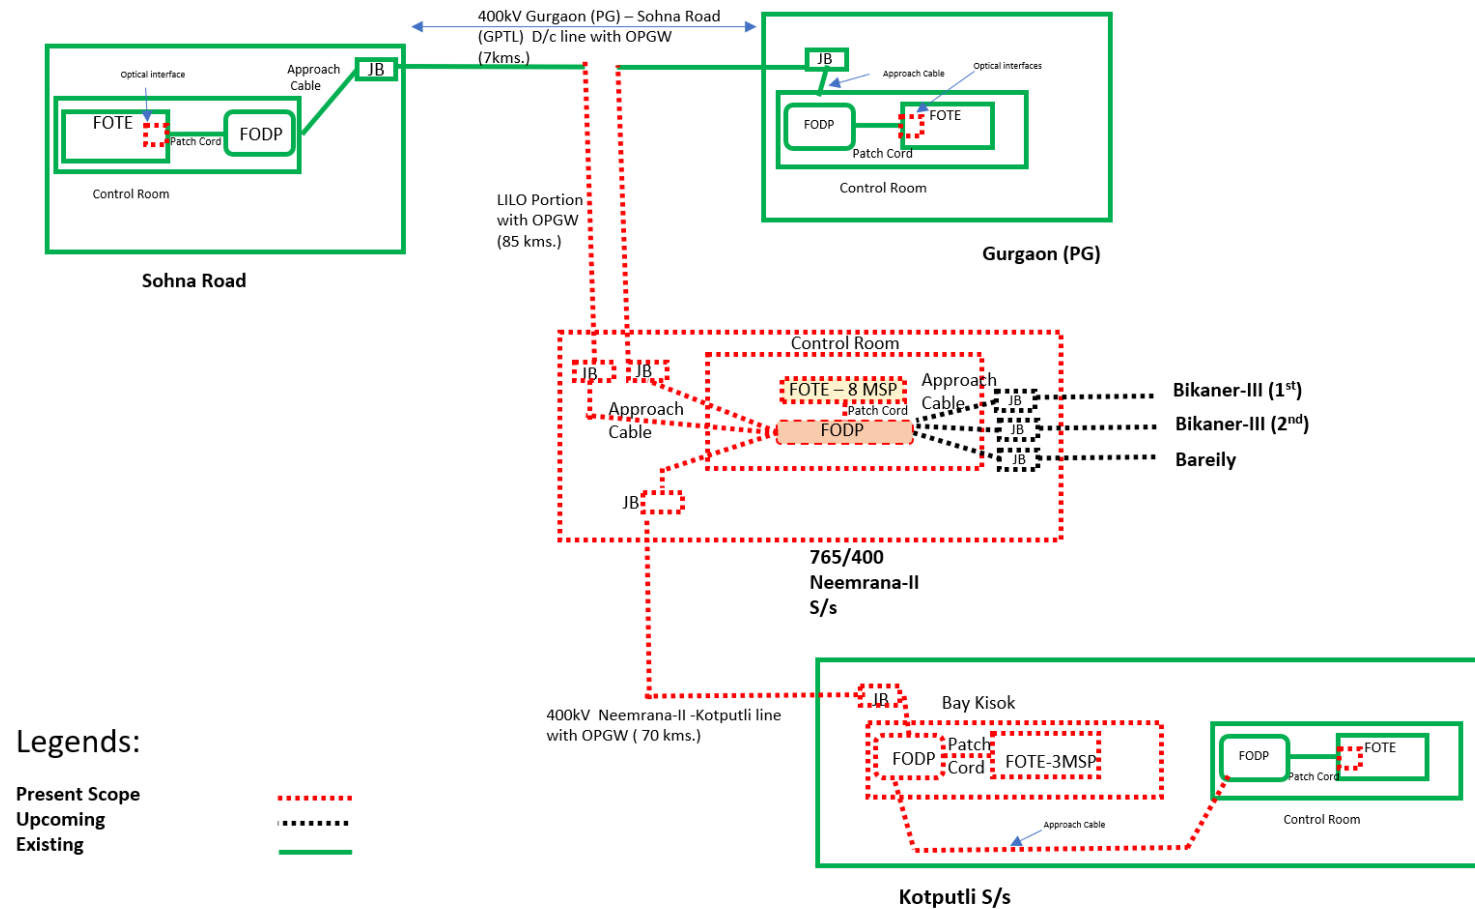 400kV Gurgaon (PG) – Sohna Road
(GPTL) D/c line with OPGW
(7kms.)
Optical interface
Approach
Cable
JB
FOTE
Patch Cord
FODP
Control Room
Sohna Road
JB
Approach Cable
Optical interfaces
FODP
FOTE
Patch Cord
Control Room
Gurgaon (PG)
LILO Portion
with OPGW
(85 kms.)
Control Room
JB
JB
FOTE – 8 MSP
Patch Cord
FODP
Approach
Cable
Approach
Cable
JB
JB
JB
JB
Bikaner-III (1st)
Bikaner-III (2nd)
Bareily
765/400
Neemrana-II
S/s
400kV Neemrana-II -Kotputli line
with OPGW ( 70 kms.)
JB
Bay Kisok
FODP
Patch
Cord
FOTE-3MSP
Approach Cable
FODP
Patch Cord
FOTE
Control Room
Kotputli S/s
Legends:
Present Scope
Upcoming
Existing